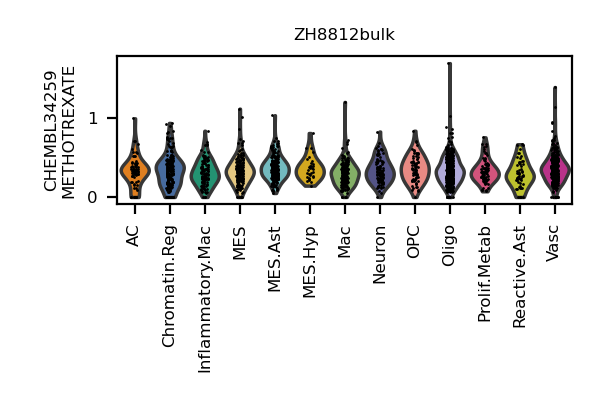 ZH8812bulk
CHEMBL34259
METHOTREXATE
1
0
AC
Chromatin.Reg
Inflammatory.Mac
MES
MES.Ast
MES.Hyp
Mac
Neuron
OPC
Oligo
Prolif.Metab
Reactive.Ast
Vasc